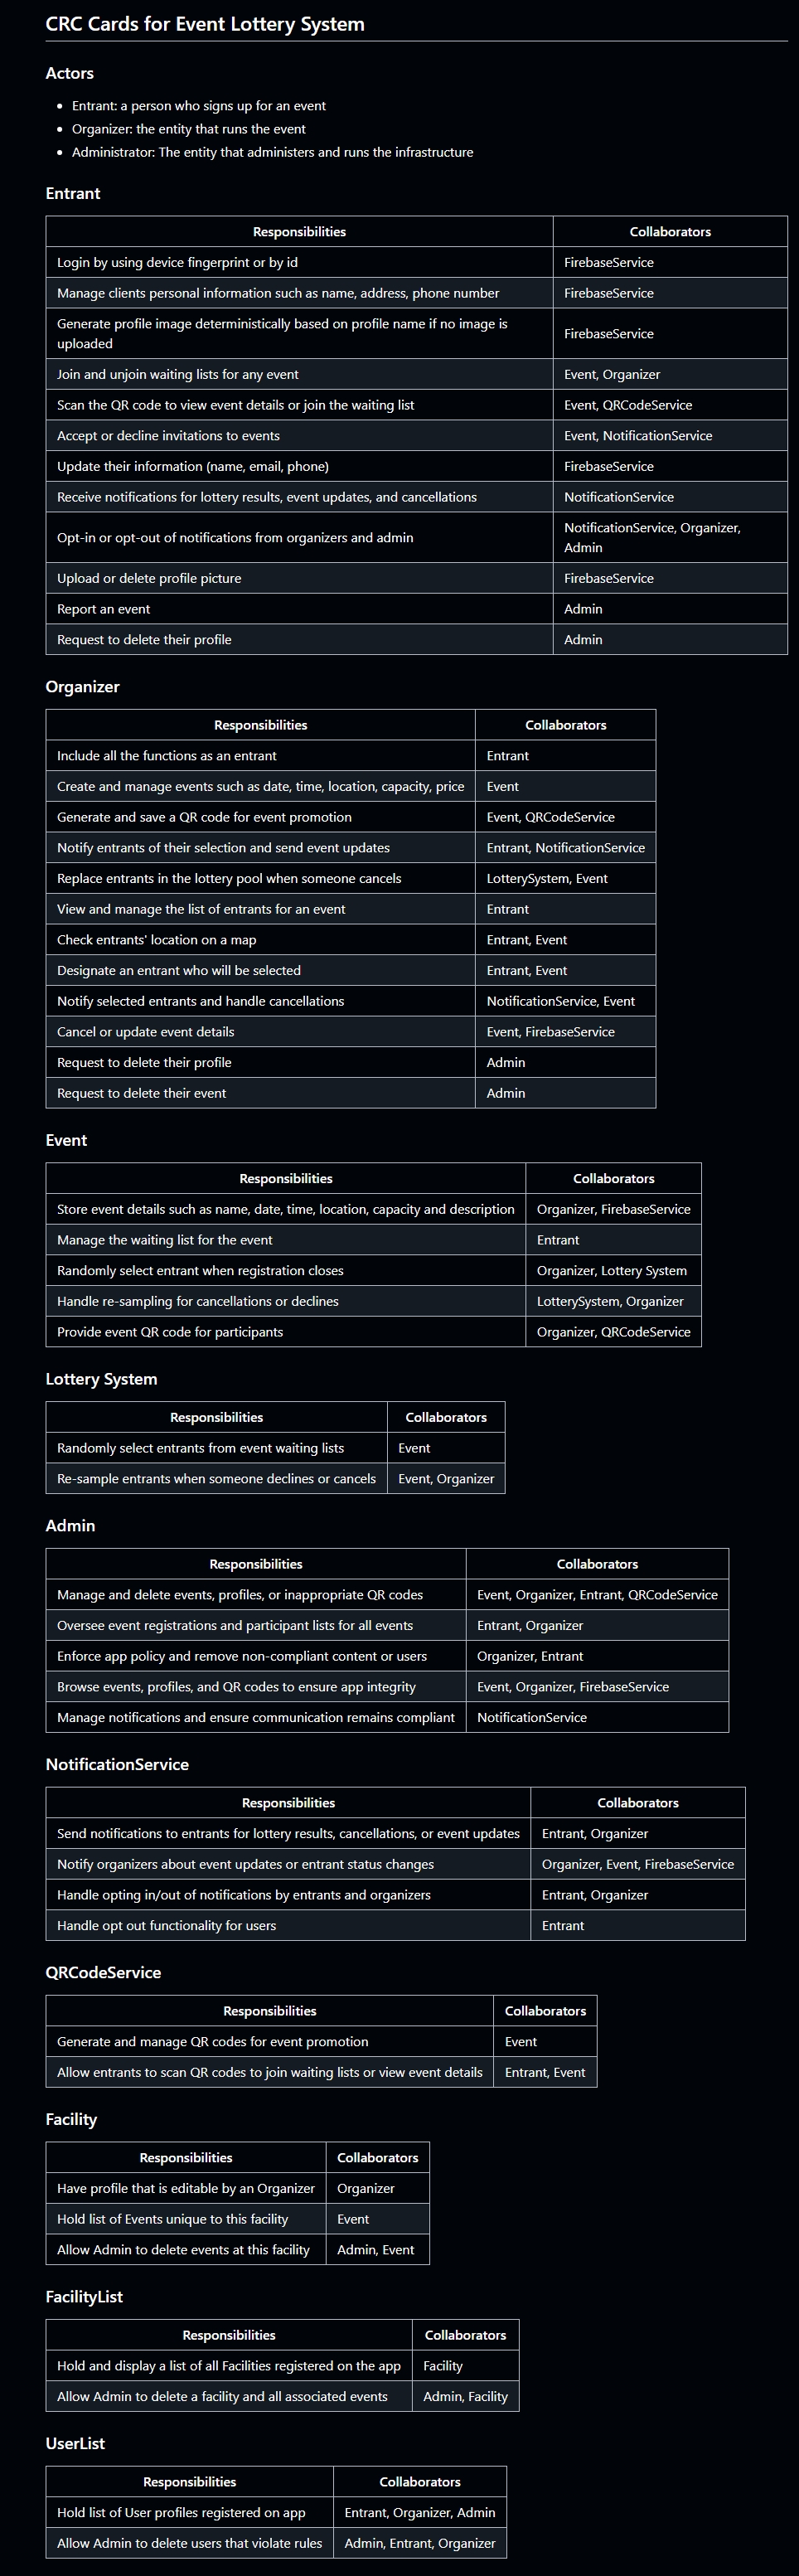 CRC Cards for Event Lottery System
Actors
Entrant: a person who signs up for an event
Organizer: the entity that runs the event
Administrator: The entity that administers and runs the infrastructure
Entrant
Responsibilities Collaborators
Login by using device fingerprint or by id FirebaseService
Manage clients personal information such as name, address, phone number FirebaseService
Generate profile image deterministically based on profile name if no image is
uploaded FirebaseService
Join and unjoin waiting lists for any event Event, Organizer
Scan the QR code to view event details or join the waiting list Event, QRCodeService
Accept or decline invitations to events Event, NotificationService
Update their information (name, email, phone) FirebaseService
Receive notifications for lottery results, event updates, and cancellations NotificationService
Opt-in or opt-out of notifications from organizers and admin NotificationService, Organizer,
Admin
Upload or delete profile picture FirebaseService
Report an event Admin
Request to delete their profile Admin
Organizer
Responsibilities Collaborators
Include all the functions as an entrant Entrant
Create and manage events such as date, time, location, capacity, price Event
Generate and save a QR code for event promotion Event, QRCodeService
Notify entrants of their selection and send event updates Entrant, NotificationService
Replace entrants in the lottery pool when someone cancels LotterySystem, Event
View and manage the list of entrants for an event Entrant
Check entrants' location on a map Entrant, Event
Designate an entrant who will be selected Entrant, Event
Notify selected entrants and handle cancellations NotificationService, Event
Cancel or update event details Event, FirebaseService
Request to delete their profile Admin
Request to delete their event Admin
Event
Responsibilities Collaborators
Store event details such as name, date, time, location, capacity and description Organizer, FirebaseService
Manage the waiting list for the event Entrant
Randomly select entrant when registration closes Organizer, Lottery System
Handle re-sampling for cancellations or declines LotterySystem, Organizer
Provide event QR code for participants Organizer, QRCodeService
Lottery System
Responsibilities Collaborators
Randomly select entrants from event waiting lists Event
Re-sample entrants when someone declines or cancels Event, Organizer
Admin
Responsibilities Collaborators
Manage and delete events, profiles, or inappropriate QR codes Event, Organizer, Entrant, QRCodeService
Oversee event registrations and participant lists for all events Entrant, Organizer
Enforce app policy and remove non-compliant content or users Organizer, Entrant
Browse events, profiles, and QR codes to ensure app integrity Event, Organizer, FirebaseService
Manage notifications and ensure communication remains compliant NotificationService
NotificationService
Responsibilities Collaborators
Send notifications to entrants for lottery results, cancellations, or event updates Entrant, Organizer
Notify organizers about event updates or entrant status changes Organizer, Event, FirebaseService
Handle opting in/out of notifications by entrants and organizers Entrant, Organizer
Handle opt out functionality for users Entrant
QRCodeService
Responsibilities Collaborators
Generate and manage QR codes for event promotion Event
Allow entrants to scan QR codes to join waiting lists or view event details Entrant, Event
Facility
Responsibilities Collaborators
Have profile that is editable by an Organizer Organizer
Hold list of Events unique to this facility Event
Allow Admin to delete events at this facility Admin, Event
FacilityList
Responsibilities Collaborators
Hold and display a list of all Facilities registered on the app Facility
Allow Admin to delete a facility and all associated events Admin, Facility
UserList
Responsibilities Collaborators
Hold list of User profiles registered on app Entrant, Organizer, Admin
Allow Admin to delete users that violate rules Admin, Entrant, Organizer